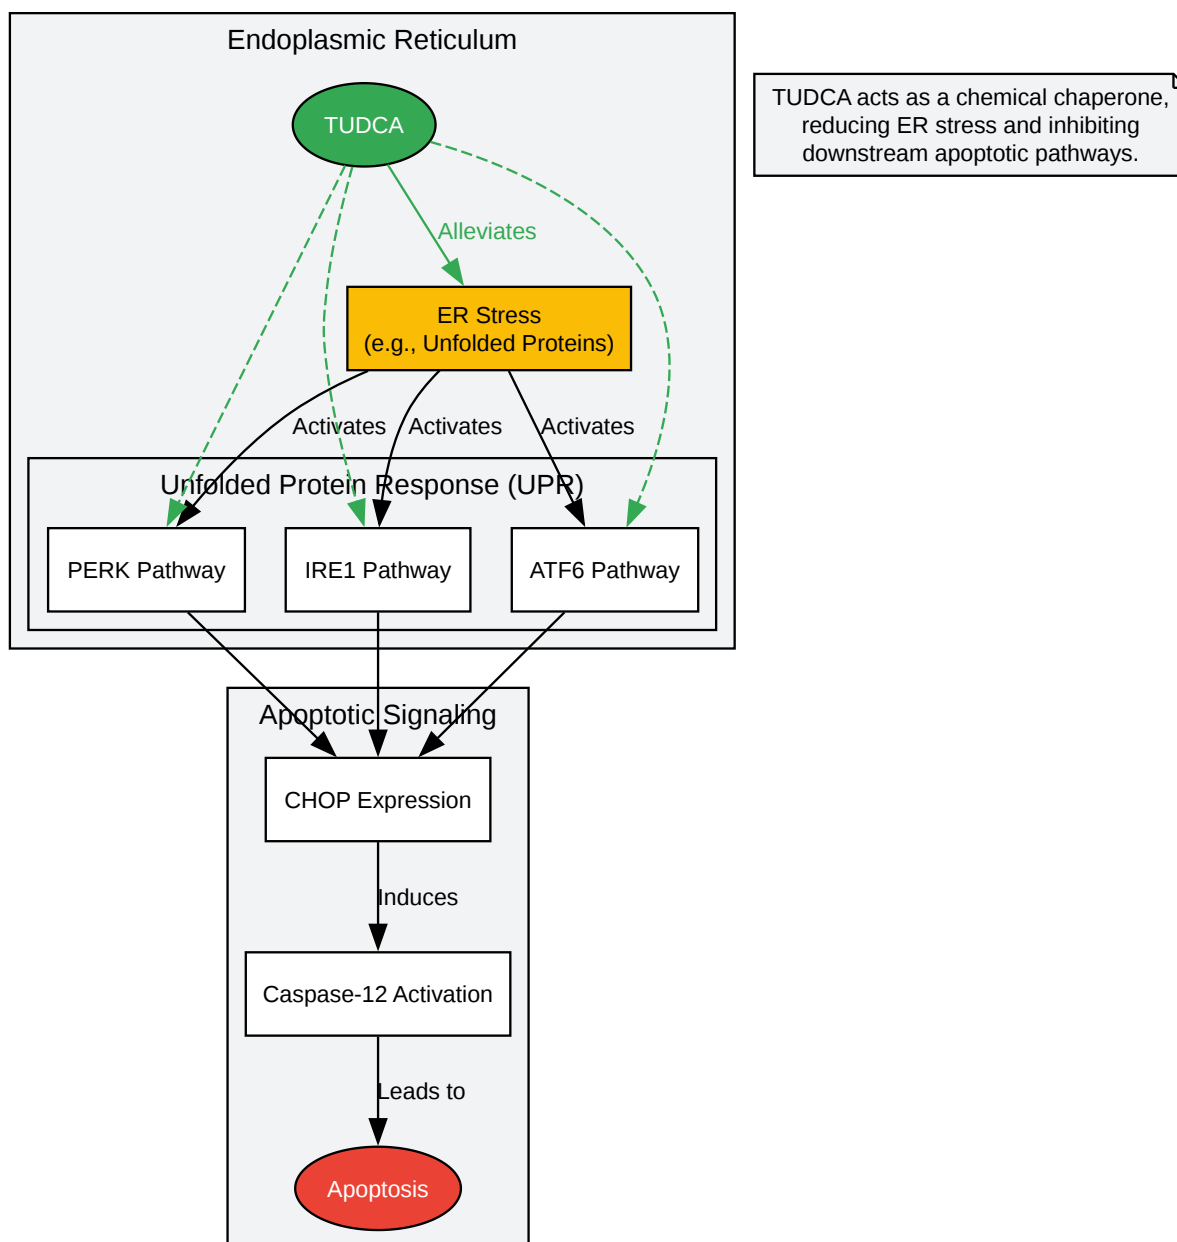 Endoplasmic Reticulum
TUDCA
TUDCA acts as a chemical chaperone,
reducing ER stress and inhibiting
downstream apoptotic pathways.
Alleviates
ER Stress
(e.g., Unfolded Proteins)
Activates
Activates
Activates
Unfolded Protein Response (UPR)
PERK Pathway
IRE1 Pathway
ATF6 Pathway
Apoptotic Signaling
CHOP Expression
Induces
Caspase-12 Activation
Leads to
Apoptosis